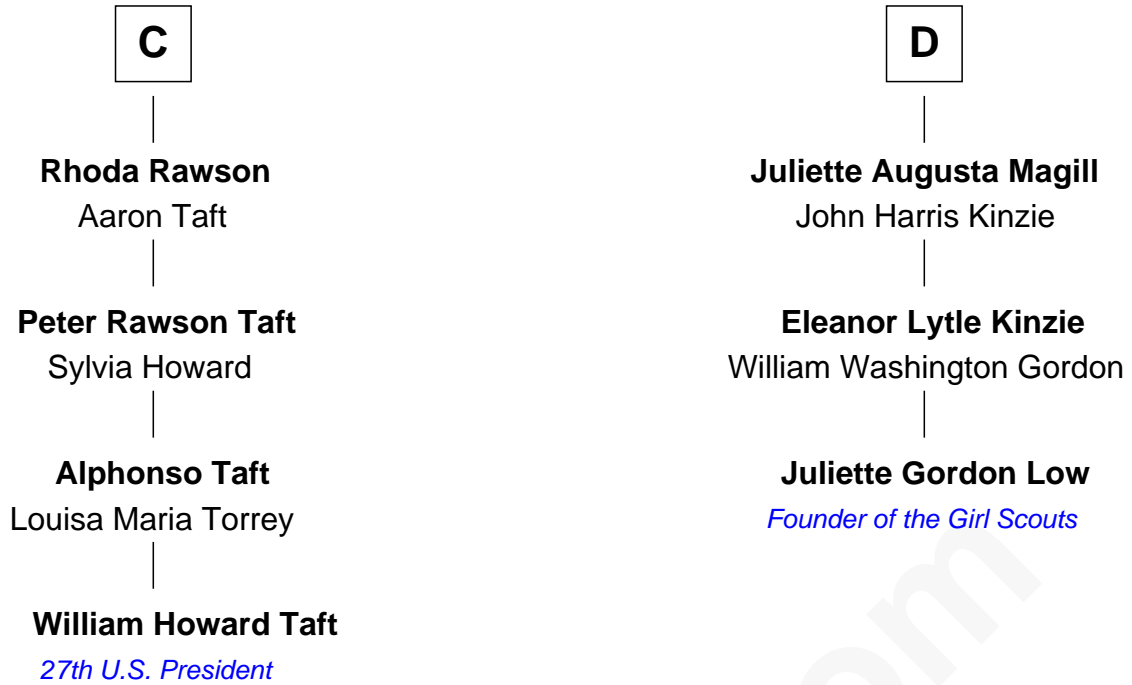 C
Rhoda Rawson
Aaron Taft
Peter Rawson Taft
Sylvia Howard
Alphonso Taft
Louisa Maria Torrey
William Howard Taft
27th U.S. President
D
Juliette Augusta Magill
John Harris Kinzie
Eleanor Lytle Kinzie
William Washington Gordon
Juliette Gordon Low
Founder of the Girl Scouts
om